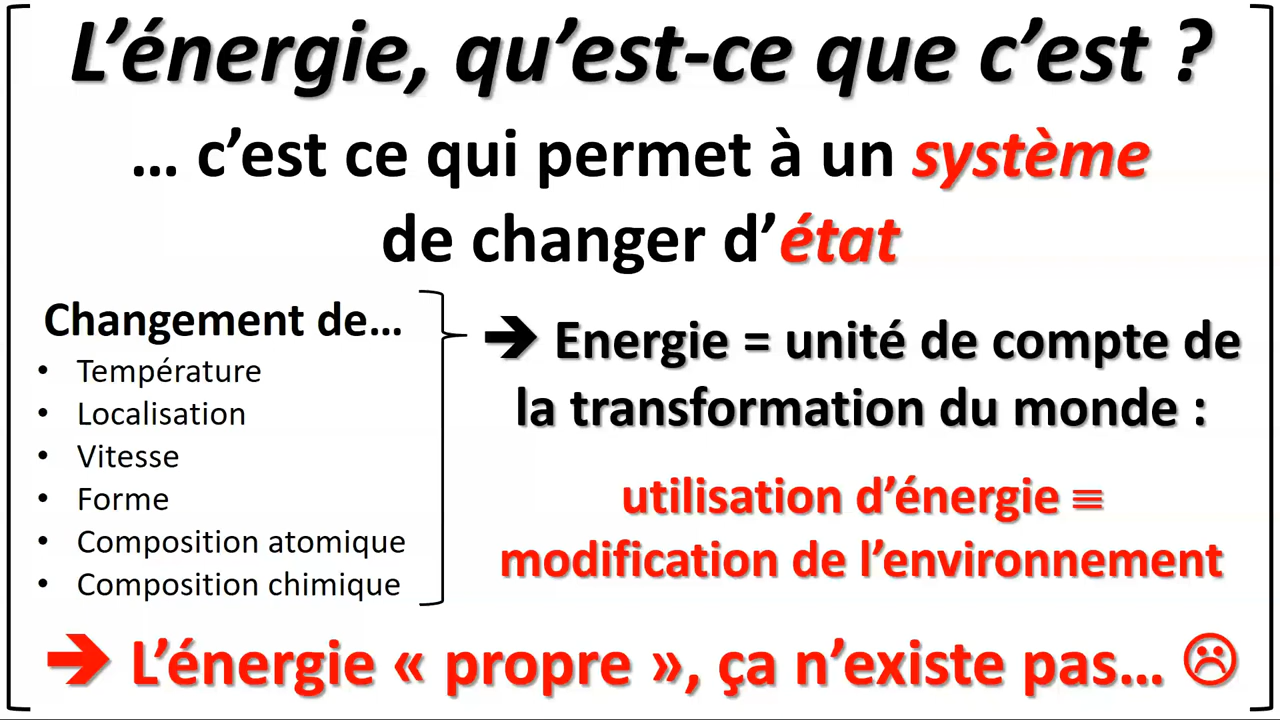 L’énergie, qu’est-ce que c’est ?
… c’est ce qui permet à un système
de changer d’état
Changement de…
• Température
• Localisation
• Vitesse
• Forme
• Composition atomique
• Composition chimique
➔ Energie = unité de compte de
la transformation du monde :
utilisation d’énergie ≡
modification de l’environnement
➔ L’énergie « propre », ça n’existe pas… ☹